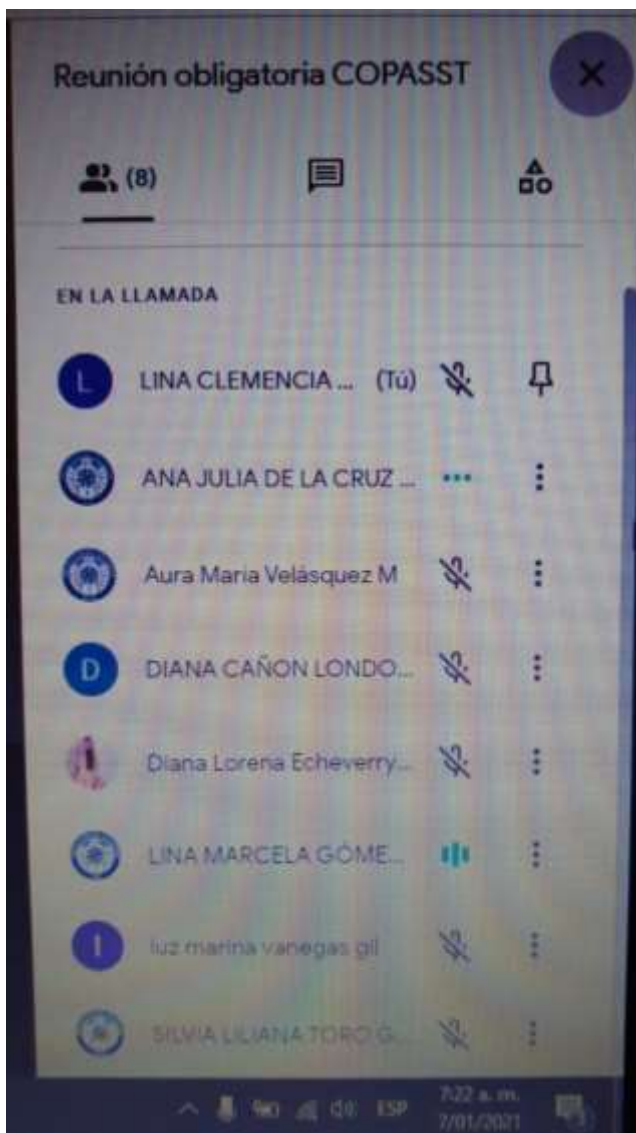 Reunión obligatoria COPASST
(8)
EN LA LLAMADA
L LINA CLEMENCIA ... (Tú)
ANA JULIA DE LA CRUZ ...
Aura Maria Velásquez M
D DIANA CAÑON LONDO...
Diana Lorena Echeverry...
LINA MARCELA GÓME...
l luz marina vanegas gil
SILVIA LILIANA TORO G...
ESP 7:22 a. m.
7/01/2021